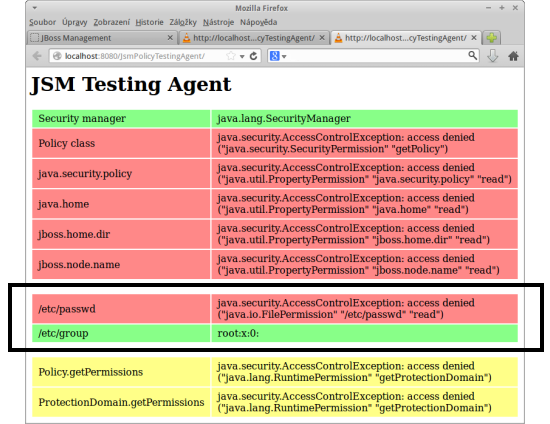 Mozilla Firefox
Soubor Úpravy Zobrazení Historie Záložky Nástroje Nápověda
JBoss Management http://localhost...cyTestingAgent/ http://localhost...cyTestingAgent/
localhost:8080/JsmPolicyTestingAgent/
JSM Testing Agent
Security manager java.lang.SecurityManager
Policy class java.security.AccessControlException: access denied
("java.security.SecurityPermission" "getPolicy")
java.security.policy java.security.AccessControlException: access denied
("java.util.PropertyPermission" "java.security.policy" "read")
java.home java.security.AccessControlException: access denied
("java.util.PropertyPermission" "java.home" "read")
jboss.home.dir java.security.AccessControlException: access denied
("java.util.PropertyPermission" "jboss.home.dir" "read")
jboss.node.name java.security.AccessControlException: access denied
("java.util.PropertyPermission" "jboss.node.name" "read")
/etc/passwd java.security.AccessControlException: access denied
("java.io.FilePermission" "/etc/passwd" "read")
/etc/group root:x:0:
Policy.getPermissions java.security.AccessControlException: access denied
("java.lang.RuntimePermission" "getProtectionDomain")
ProtectionDomain.getPermissions java.security.AccessControlException: access denied
("java.lang.RuntimePermission" "getProtectionDomain")